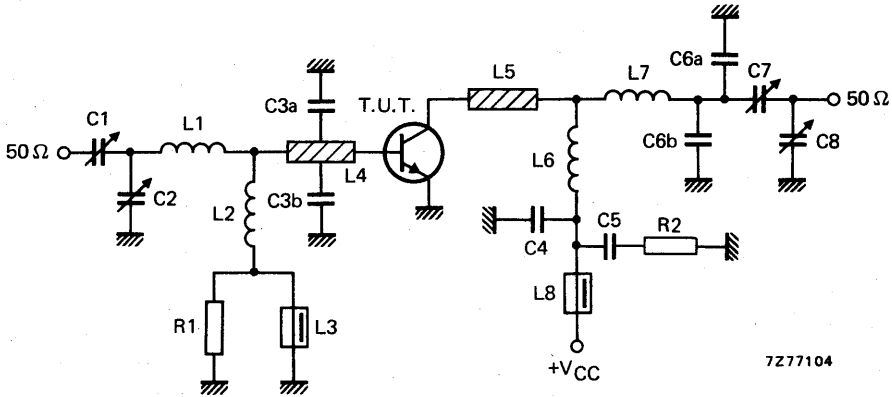 C6a
C7
L5
L7
C3a
T.U.T.
C1
L1
50 Ω
50 Ω
C6b
C8
L6
L4
C2
L2
C3b
C4
C5
R2
R1
L3
L8
+VCC
7Z77104